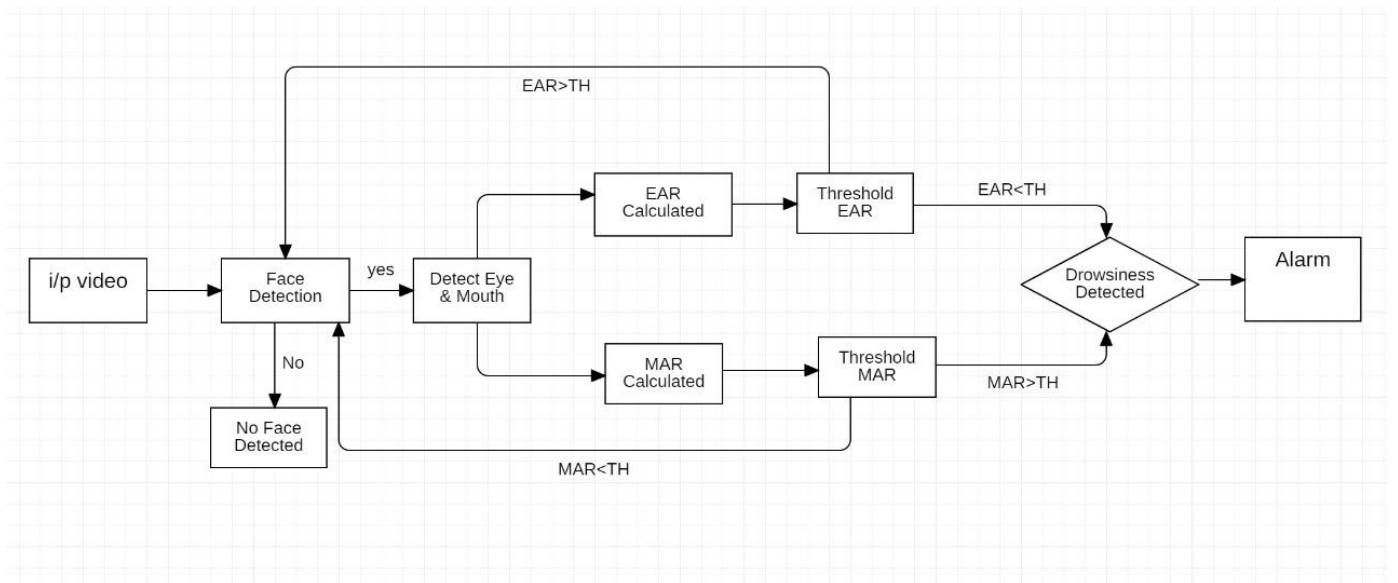 EAR>TH
EAR
Calculated
Threshold
EAR
EAR<TH
i/p video
Face
Detection
yes
Detect Eye
& Mouth
Drowsiness
Detected
Alarm
No
MAR
Calculated
Threshold
MAR
MAR>TH
No Face
Detected
MAR<TH